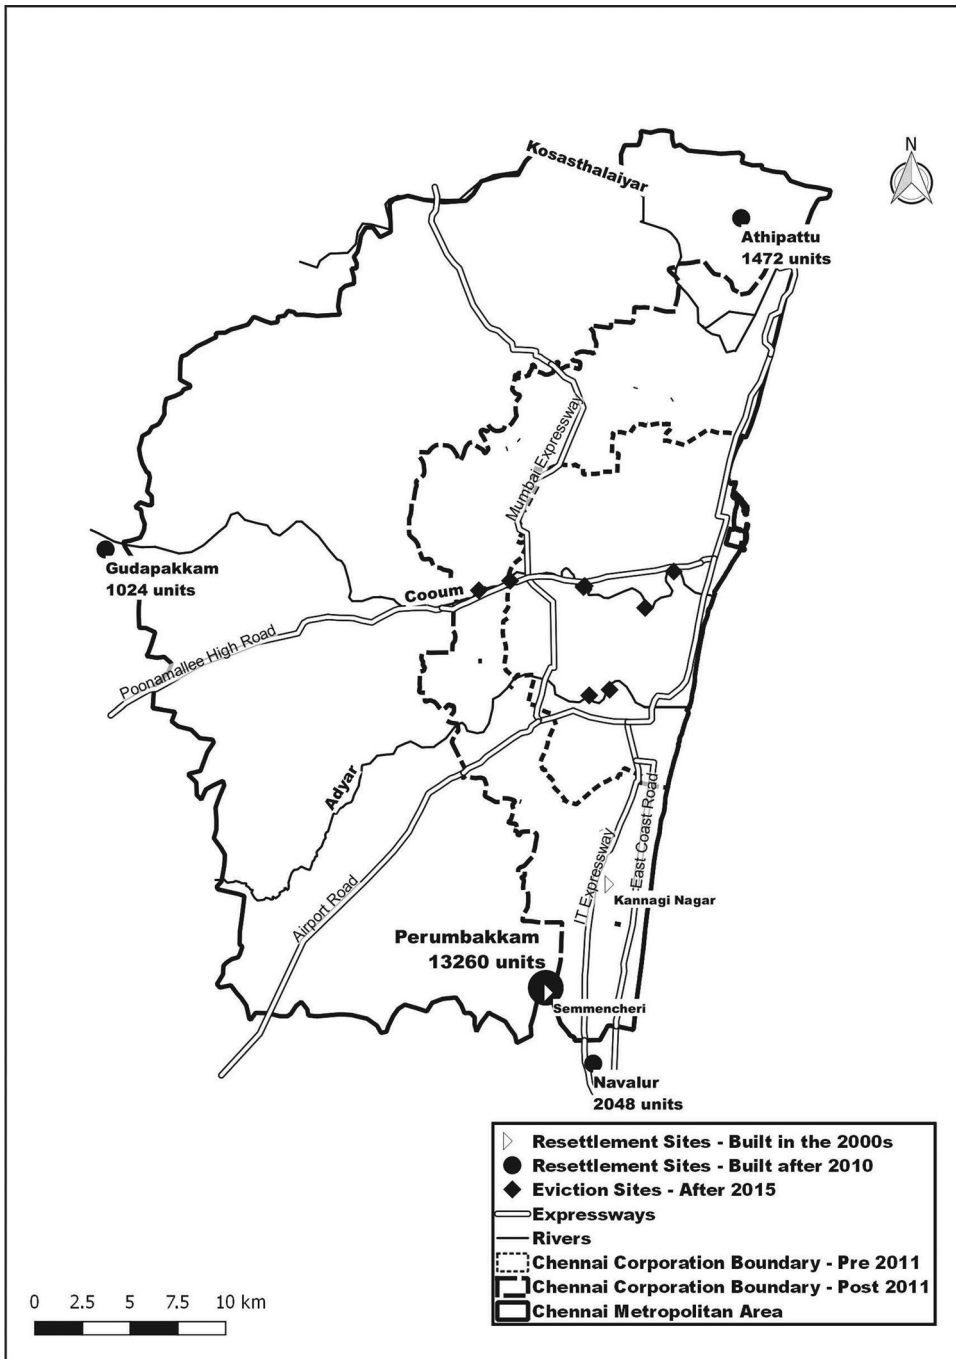 N
Kosasthalaiyar
Athipattu
1472 units
Mumbai Expressway
Gudapakkam
1024 units
Cooum
Poonamallee High Road
Adyar
East Coast Road
IT Expressway
Kannagi Nagar
Airport Road
Perumbakkam
13260 units
Semmencheri
Navalur
2048 units
Resettlement Sites - Built in the 2000s
Resettlement Sites - Built after 2010
Eviction Sites - After 2015
Expressways
Rivers
Chennai Corporation Boundary - Pre 2011
Chennai Corporation Boundary - Post 2011
Chennai Metropolitan Area
0 2.5 5 7.5 10 km